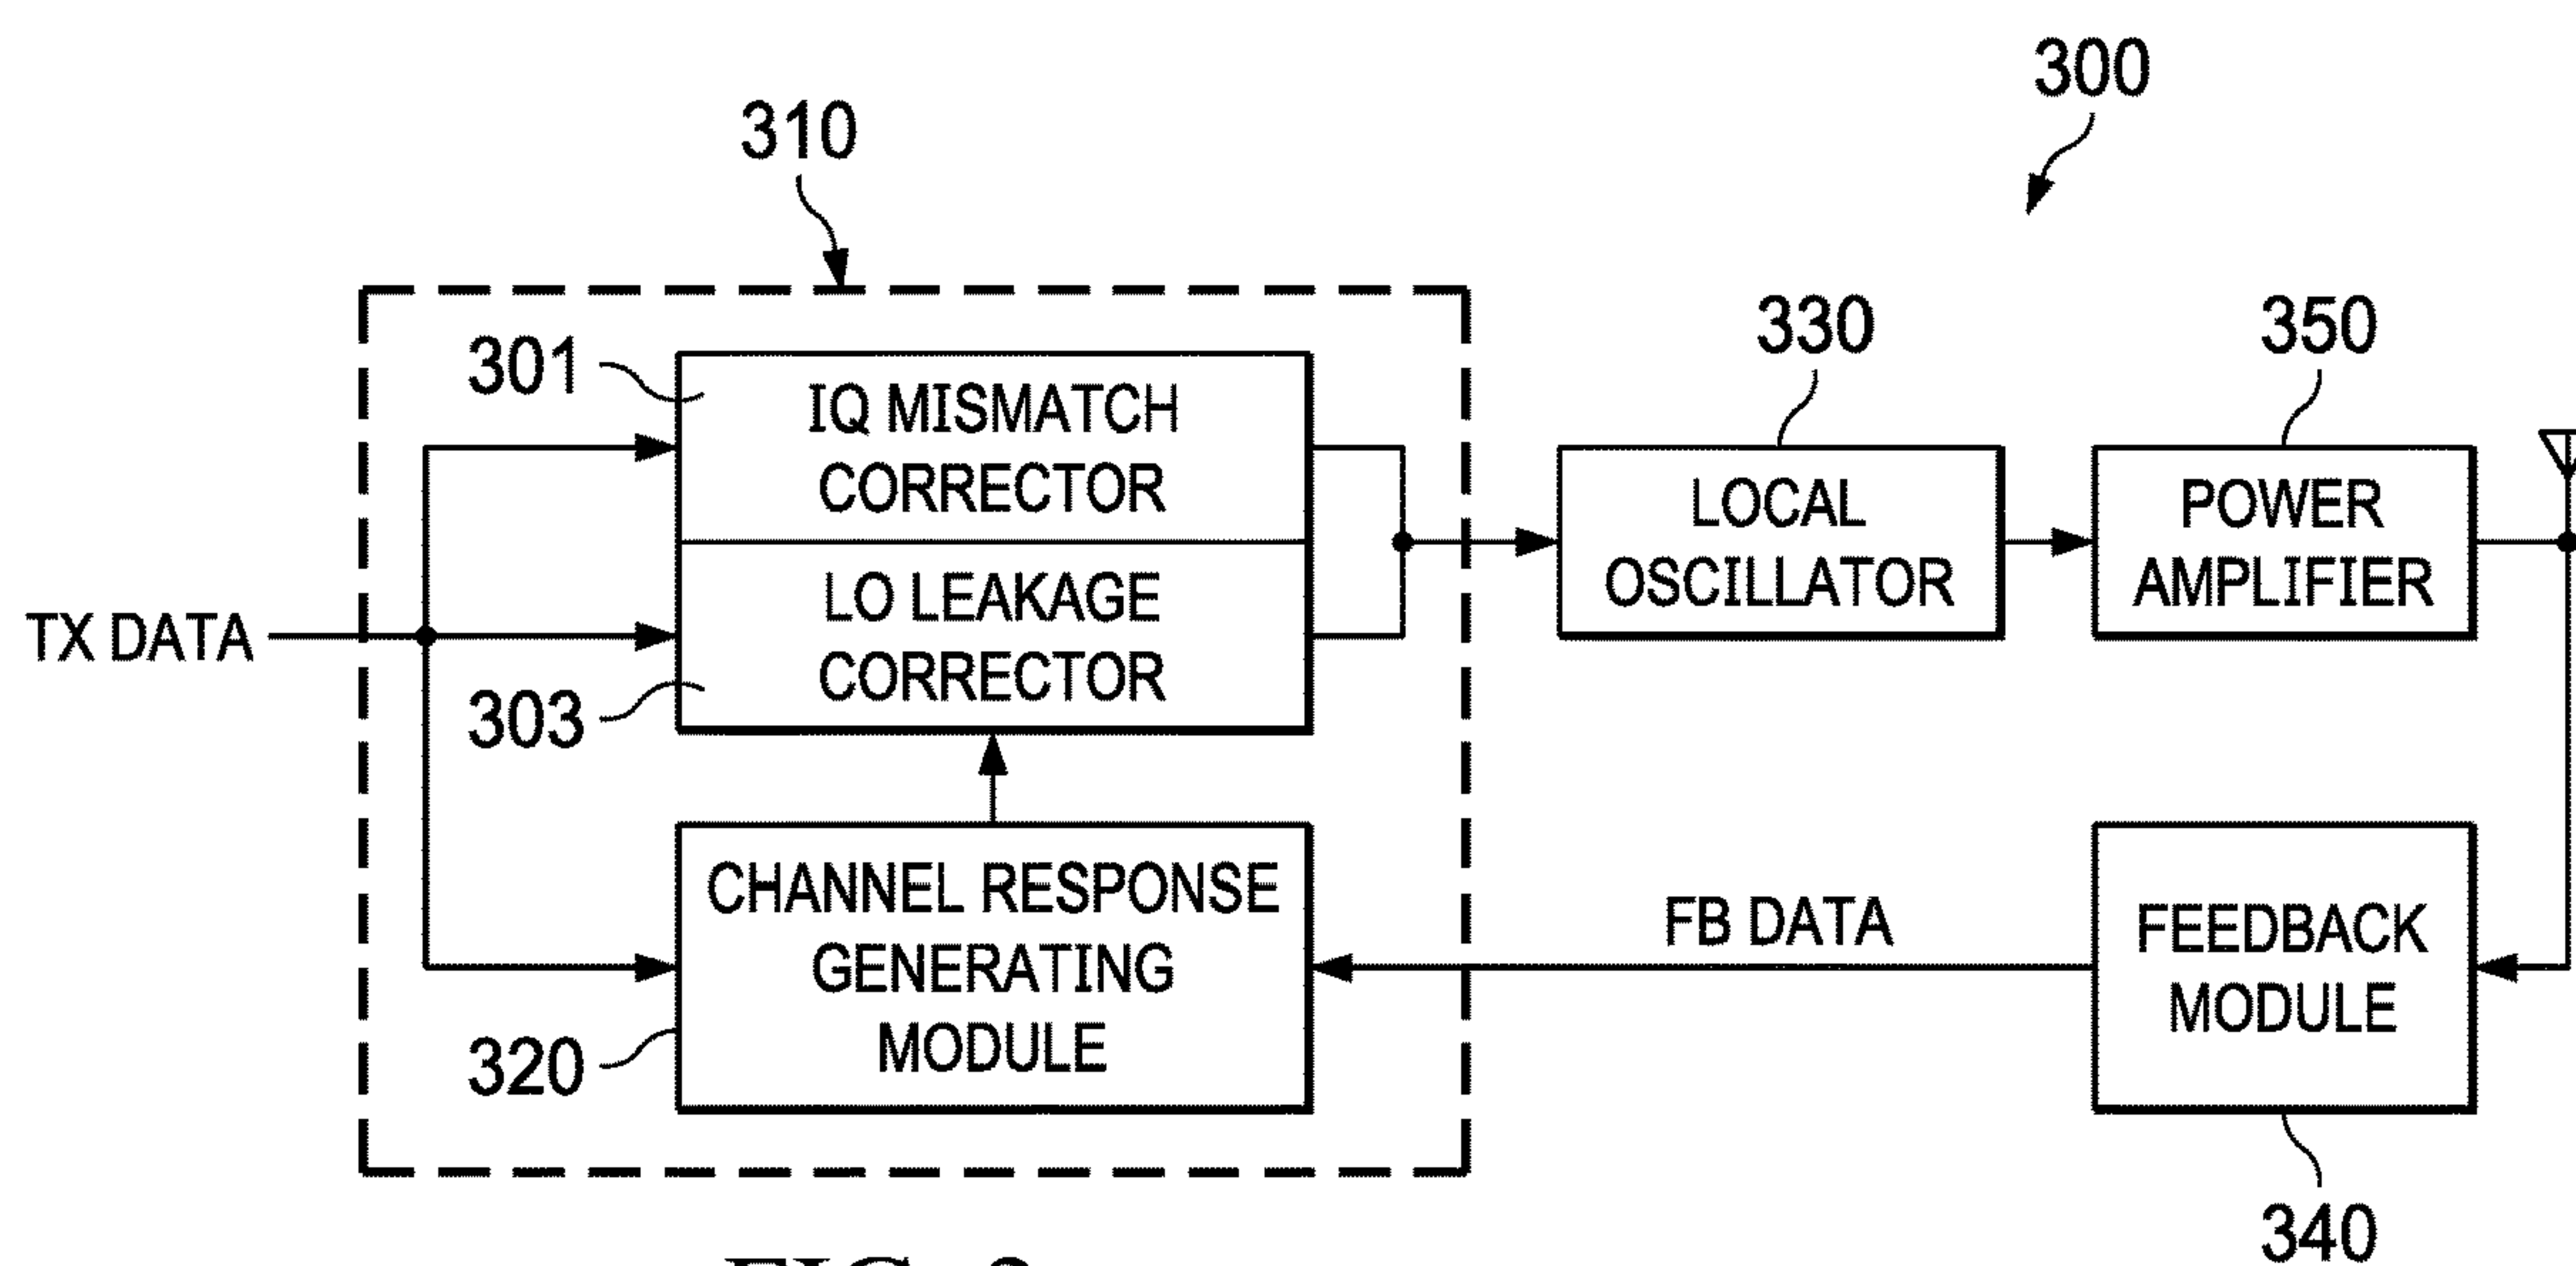 300
310
330
350
301
IQ MISMATCH
CORRECTOR
LOCAL
OSCILLATOR
POWER
AMPLIFIER
TX DATA
LO LEAKAGE
CORRECTOR
303
CHANNEL RESPONSE
GENERATING
MODULE
320
FB DATA
FEEDBACK
MODULE
340